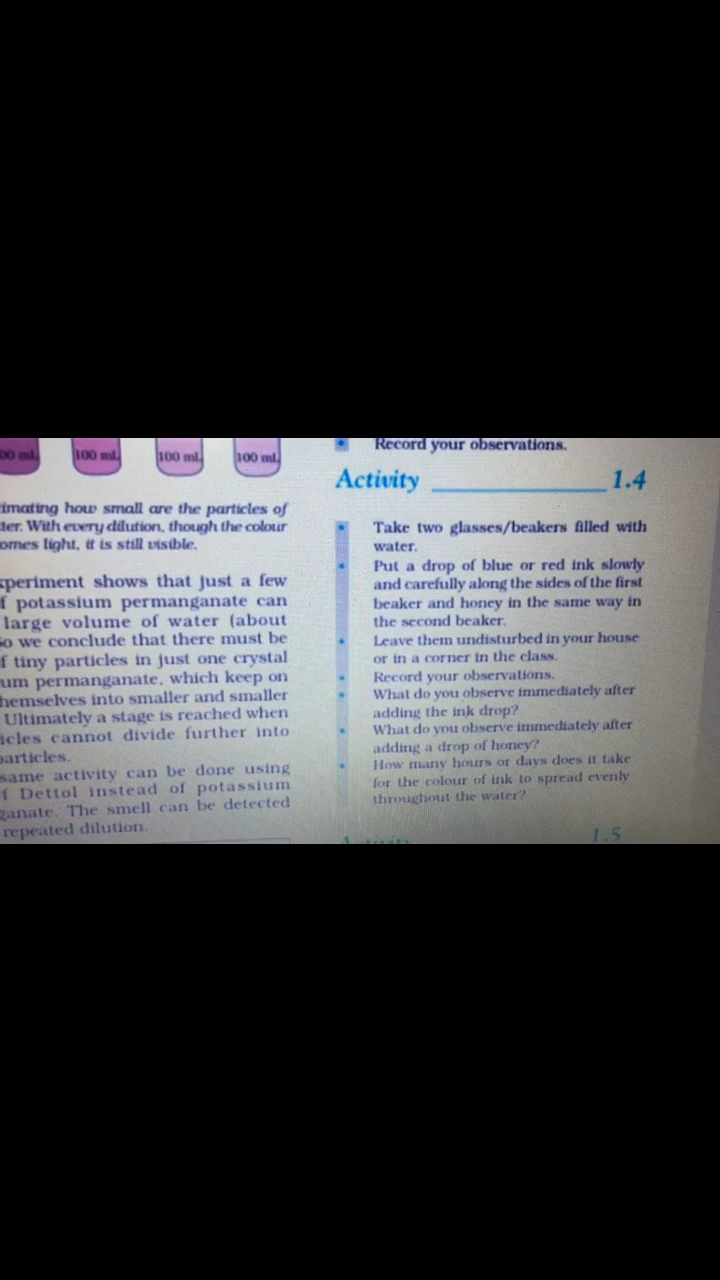 00 mL
100 mL
100 mL
100 mL
imating how small are the particles of
ter. With every dilution, though the colour
omes light, it is still visible.
xperiment shows that just a few
f potassium permanganate can
large volume of water (about
So we conclude that there must be
f tiny particles in just one crystal
um permanganate, which keep on
hemselves into smaller and smaller
Ultimately a stage is reached when
icles cannot divide further into
particles.
same activity can be done using
f Dettol instead of potassium
ganate. The smell can be detected
repeated dilution.
• Record your observations.
Activity 1.4
• Take two glasses/beakers filled with
water.
• Put a drop of blue or red ink slowly
and carefully along the sides of the first
beaker and honey in the same way in
the second beaker.
• Leave them undisturbed in your house
or in a corner in the class.
• Record your observations.
• What do you observe immediately after
adding the ink drop?
• What do you observe immediately after
adding a drop of honey?
• How many hours or days does it take
for the colour of ink to spread evenly
throughout the water?
Activity 1.5